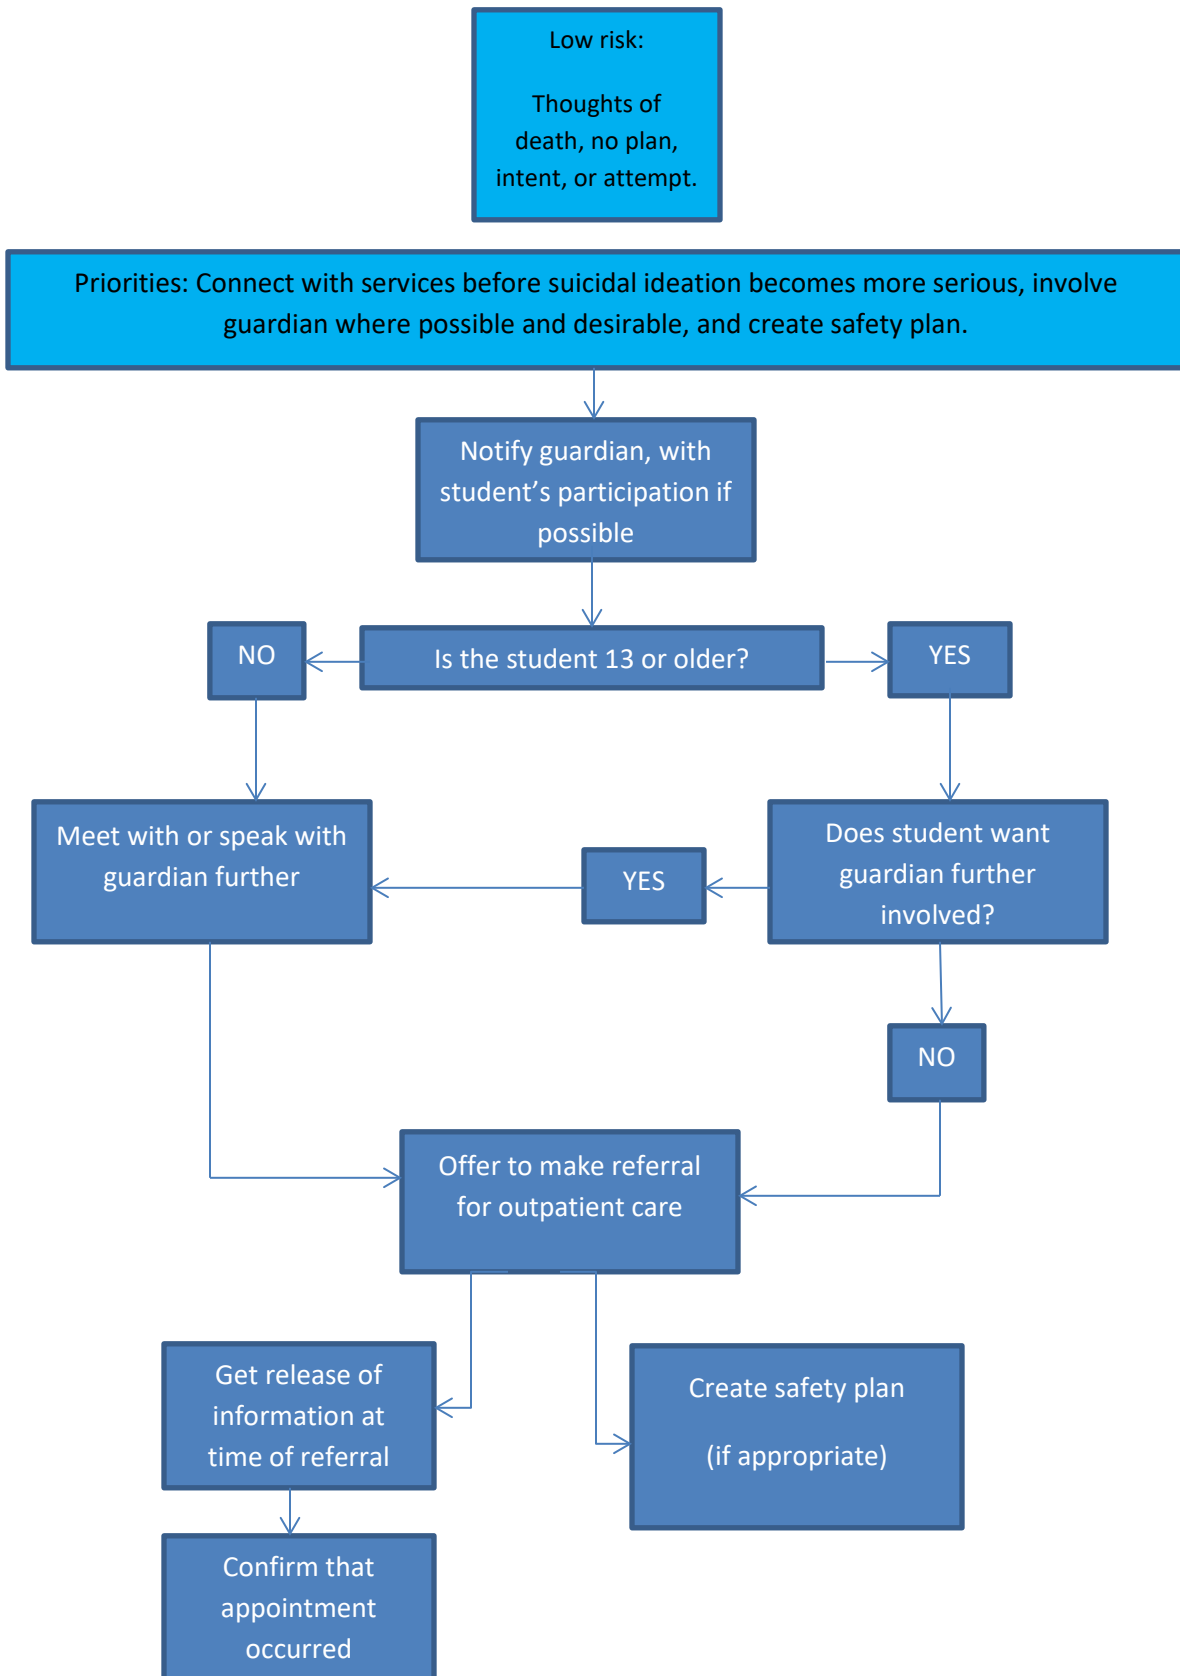 Low risk:
Thoughts of
death, no plan,
intent, or attempt.
Priorities: Connect with services before suicidal ideation becomes more serious, involve
guardian where possible and desirable, and create safety plan.
Notify guardian, with
student’s participation if
possible
NO
Is the student 13 or older?
YES
Meet with or speak with
guardian further
YES
Does student want
guardian further
involved?
NO
Offer to make referral
for outpatient care
Get release of
information at
time of referral
Create safety plan
(if appropriate)
Confirm that
appointment
occurred